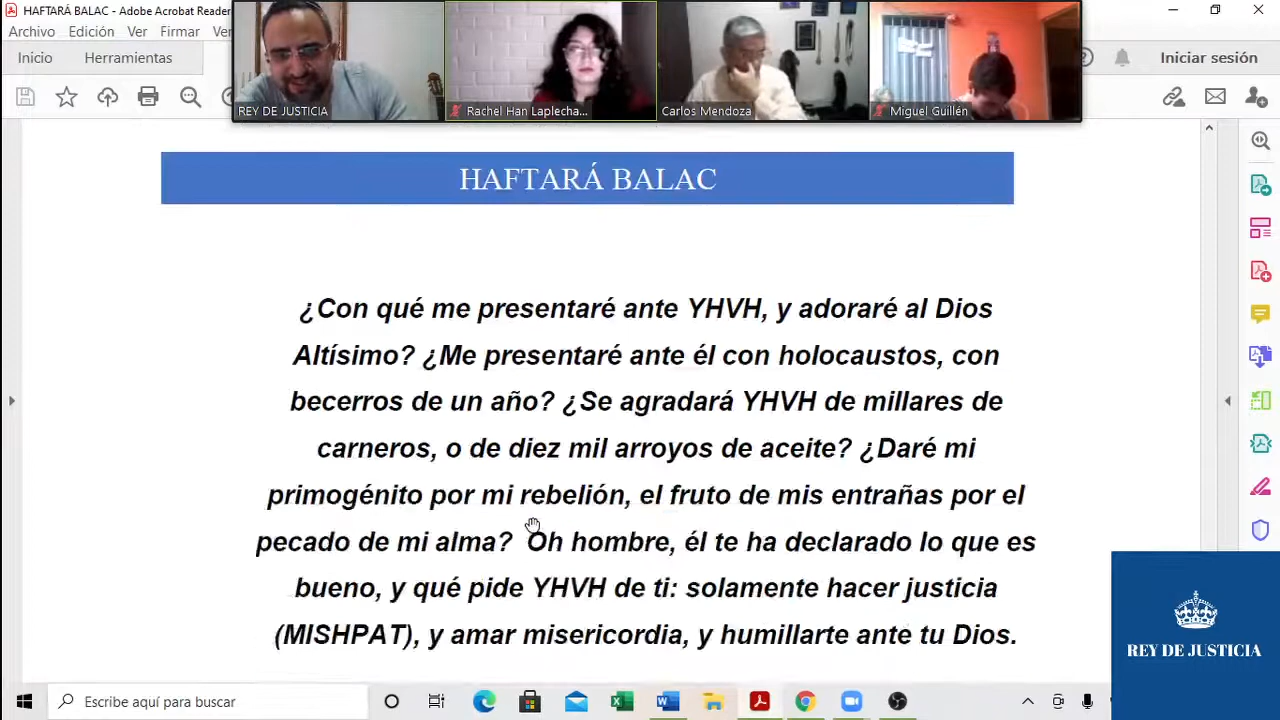 HAFTARÁ BALAC - Adobe Acrobat Reader
Archivo Edición Ver Firmar
Inicio Herramientas
Iniciar sesión
REY DE JUSTICIA
Rachel Han Laplecha...
Carlos Mendoza
Miguel Guillén
HAFTARÁ BALAC
¿Con qué me presentaré ante YHVH, y adoraré al Dios
Altísimo? ¿Me presentaré ante él con holocaustos, con
becerros de un año? ¿Se agradará YHVH de millares de
carneros, o de diez mil arroyos de aceite? ¿Daré mi
primogénito por mi rebelión, el fruto de mis entrañas por el
pecado de mi alma? Oh hombre, él te ha declarado lo que es
bueno, y qué pide YHVH de ti: solamente hacer justicia
(MISHPAT), y amar misericordia, y humillarte ante tu Dios.
REY DE JUSTICIA
Escribe aquí para buscar